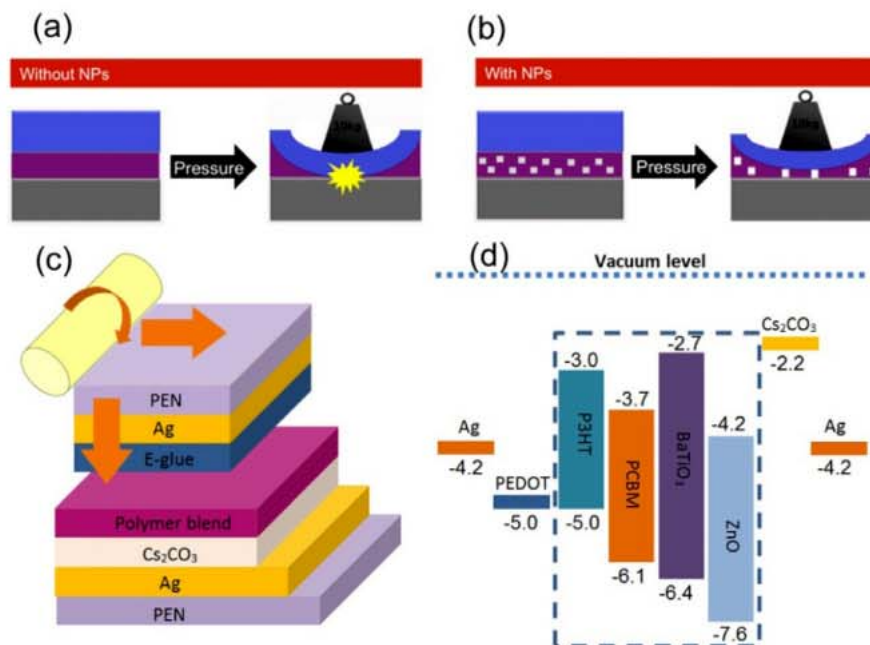 (a)
Without NPs
Pressure
(b)
With NPs
Pressure
(c)
PEN
Ag
E-glue
Polymer blend
Cs₂CO₃
Ag
PEN
(d)
Vacuum level
Ag
-4.2
PEDOT
-5.0
-3.0
P3HT
-5.0
-3.7
PCBM
-6.1
-2.7
BaTiO₃
-6.4
-4.2
ZnO
-7.6
Cs₂CO₃
-2.2
Ag
-4.2